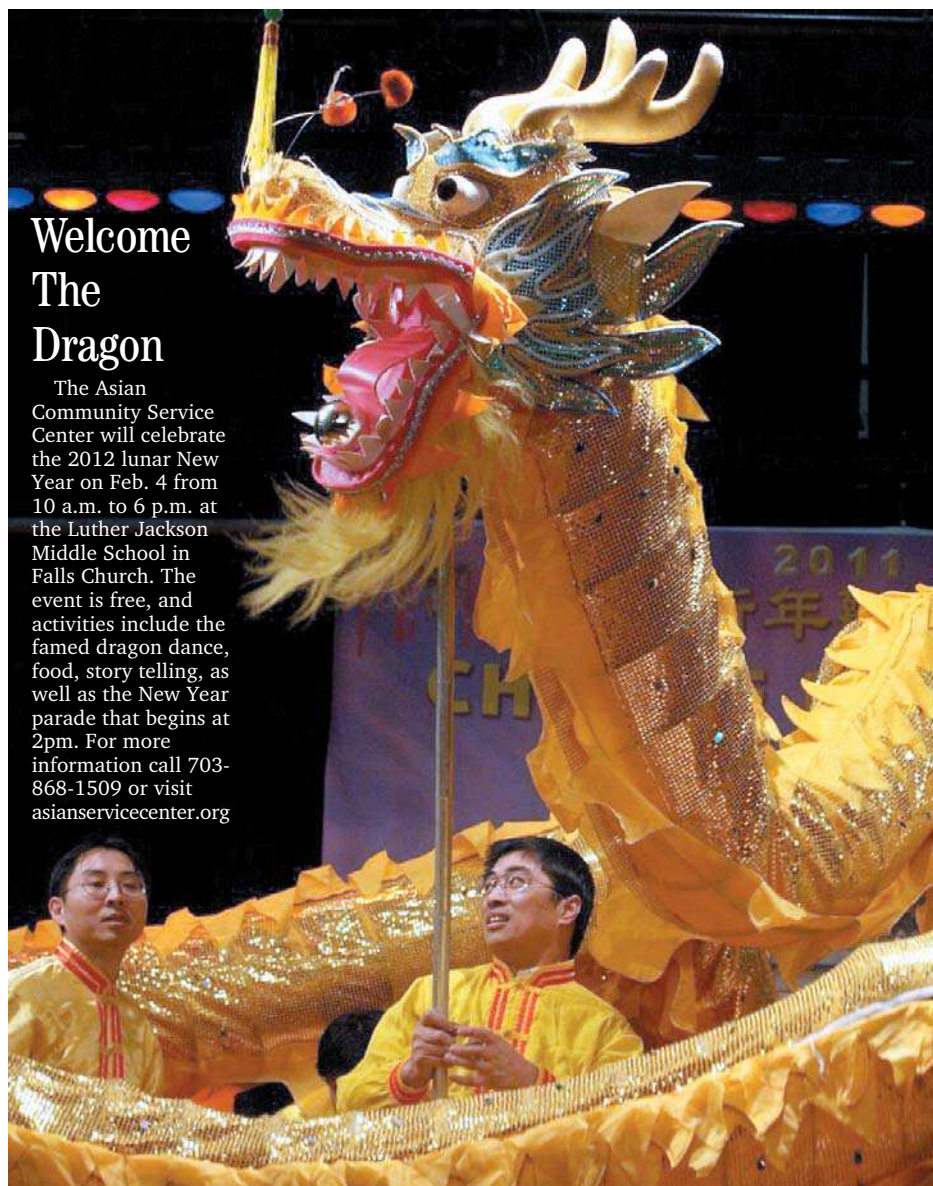 Welcome
The
Dragon
The Asian
Community Service
Center will celebrate
the 2012 lunar New
Year on Feb. 4 from
10 a.m. to 6 p.m. at
the Luther Jackson
Middle School in
Falls Church. The
event is free, and
activities include the
famed dragon dance,
food, story telling, as
well as the New Year
parade that begins at
2pm. For more
information call 703-
868-1509 or visit
asianservicecenter.org
2011
年
CH